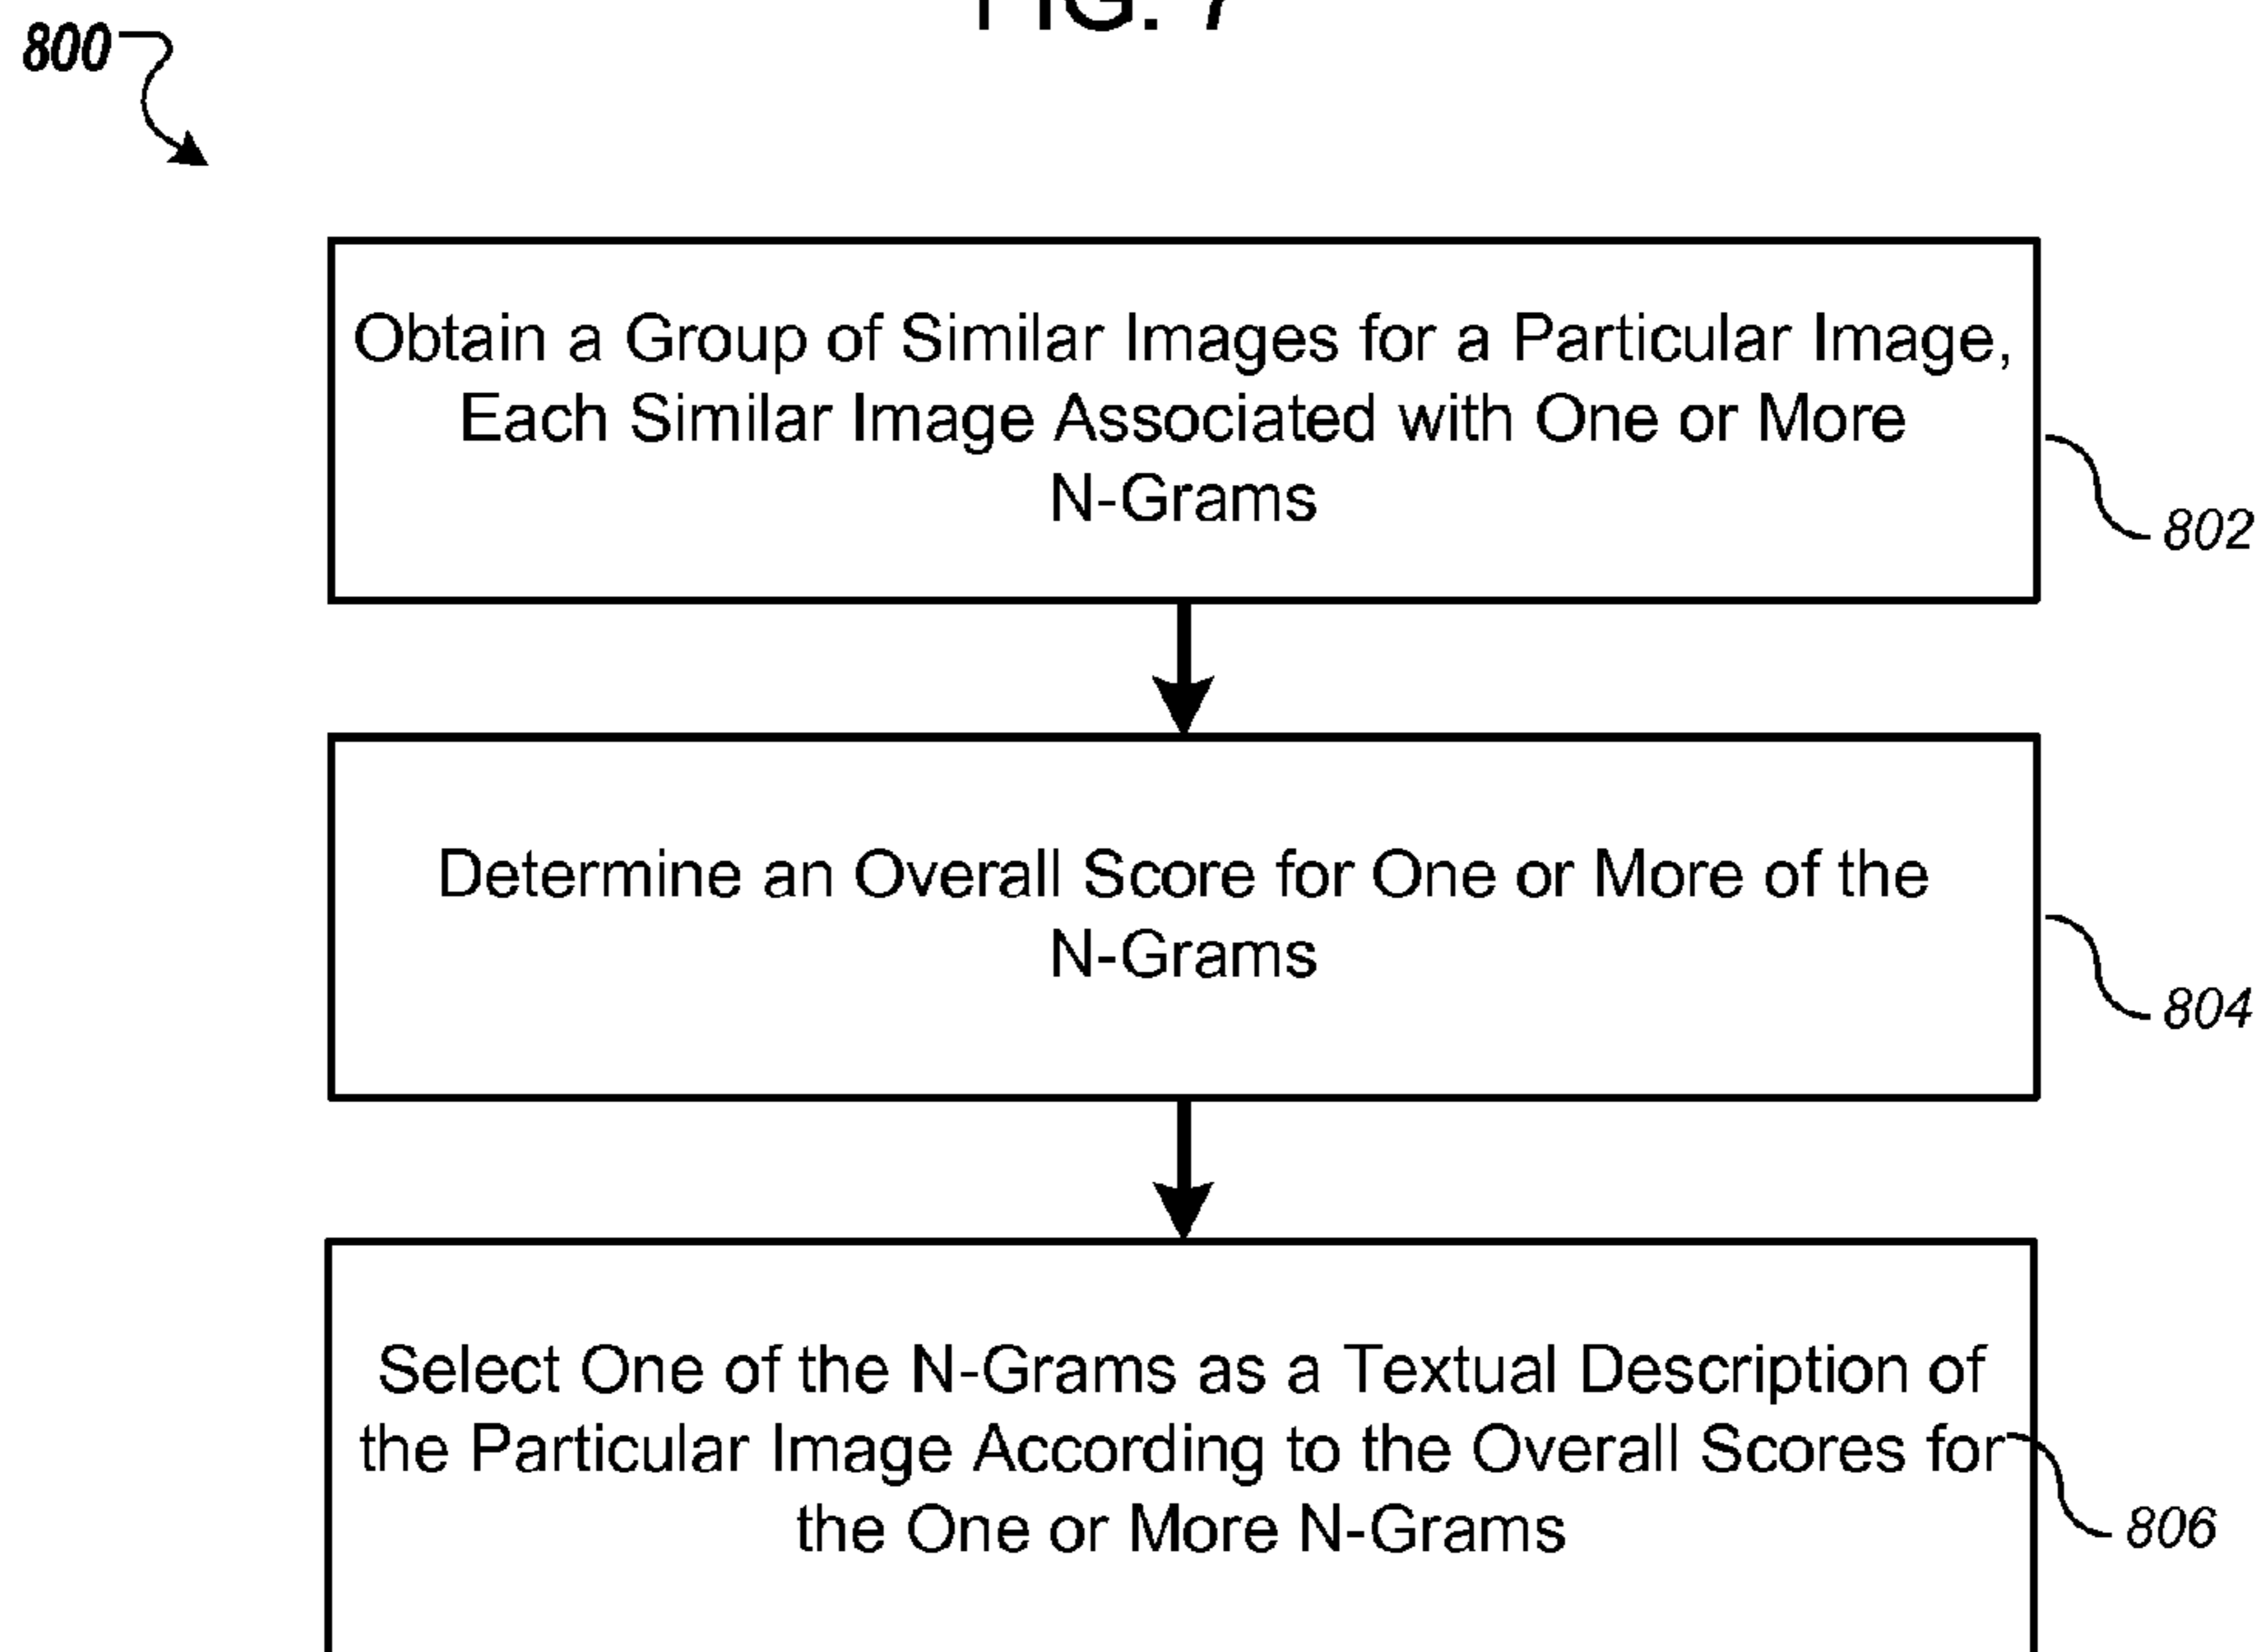 FIG. 7
800
Obtain a Group of Similar Images for a Particular Image,
Each Similar Image Associated with One or More
N-Grams
802
Determine an Overall Score for One or More of the
N-Grams
804
Select One of the N-Grams as a Textual Description of
the Particular Image According to the Overall Scores for
the One or More N-Grams
806